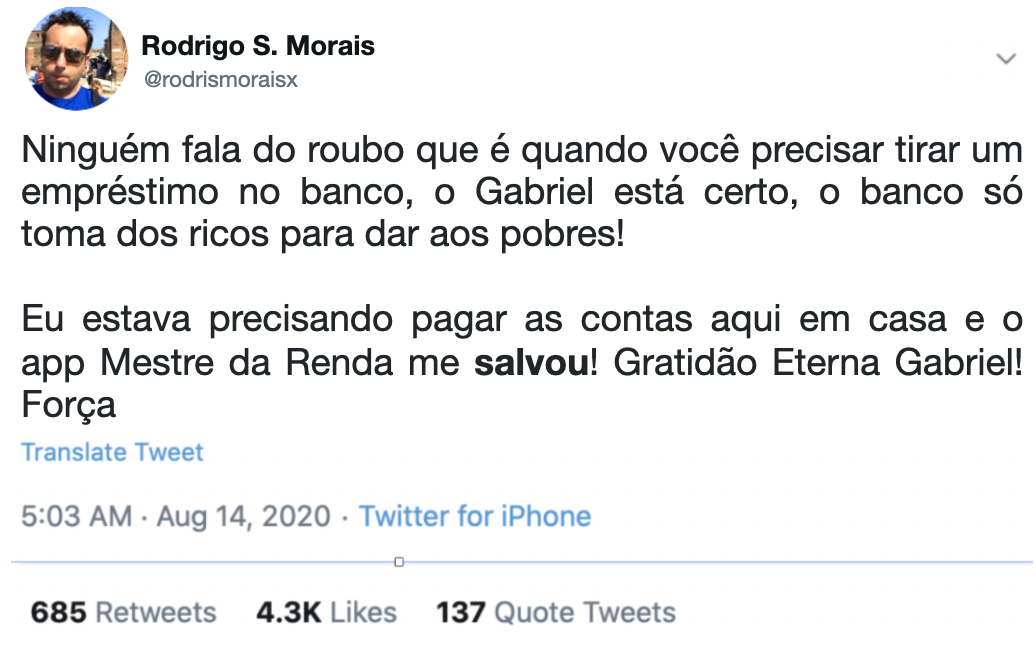 Rodrigo S. Morais
@rodrismoraisx
Ninguém fala do roubo que é quando você precisar tirar um
empréstimo no banco, o Gabriel está certo, o banco só
toma dos ricos para dar aos pobres!
Eu estava precisando pagar as contas aqui em casa e o
app Mestre da Renda me salvou! Gratidão Eterna Gabriel!
Força
Translate Tweet
5:03 AM · Aug 14, 2020 · Twitter for iPhone
685 Retweets 4.3K Likes 137 Quote Tweets